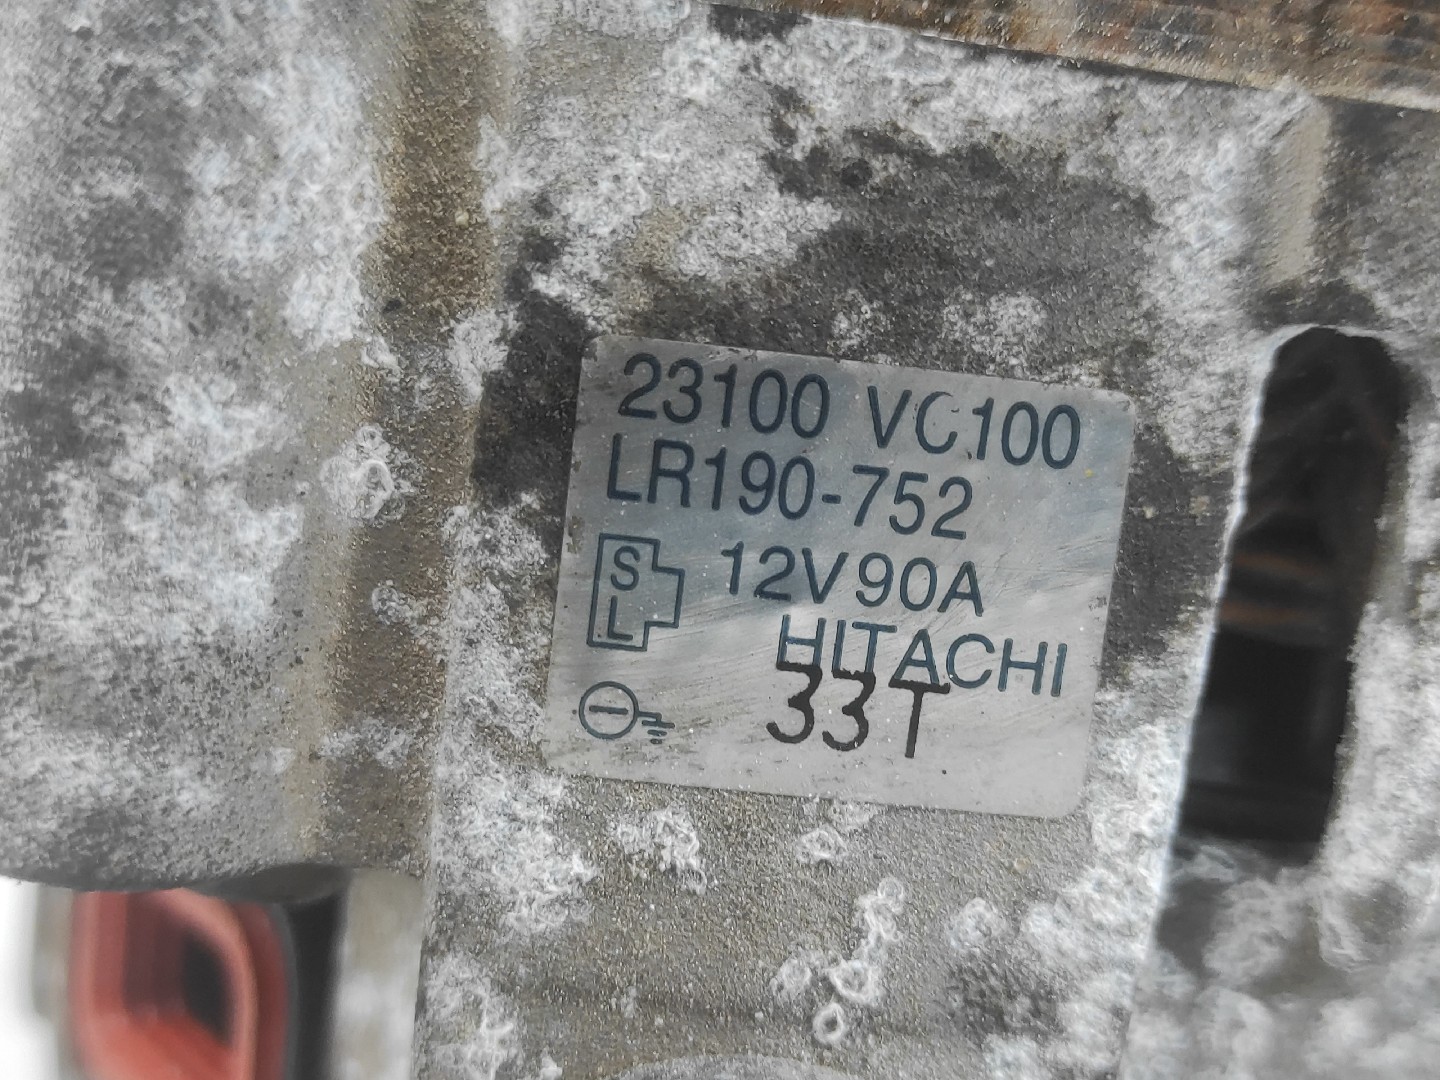 23100 VC100
LR190-752
S
L
12V90A
HITACHI
33T